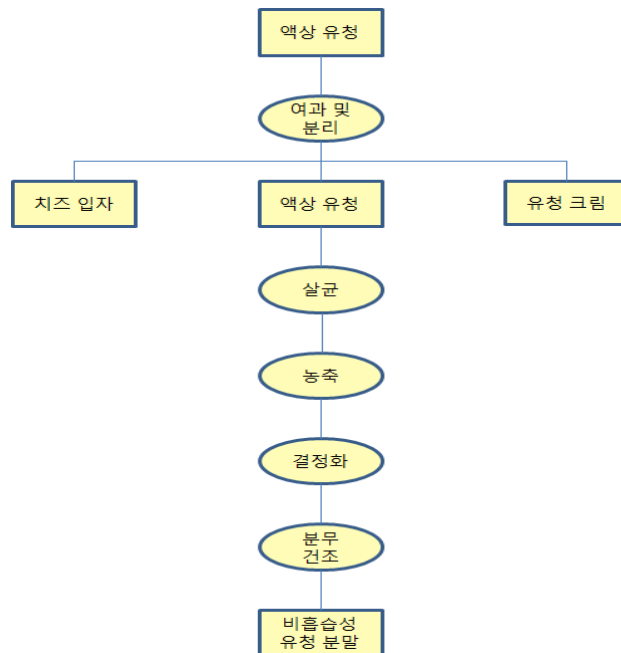 액상 유청
여과 및
분리
치즈 입자
액상 유청
유청 크림
살균
농축
결정화
분무
건조
비흡습성
유청 분말